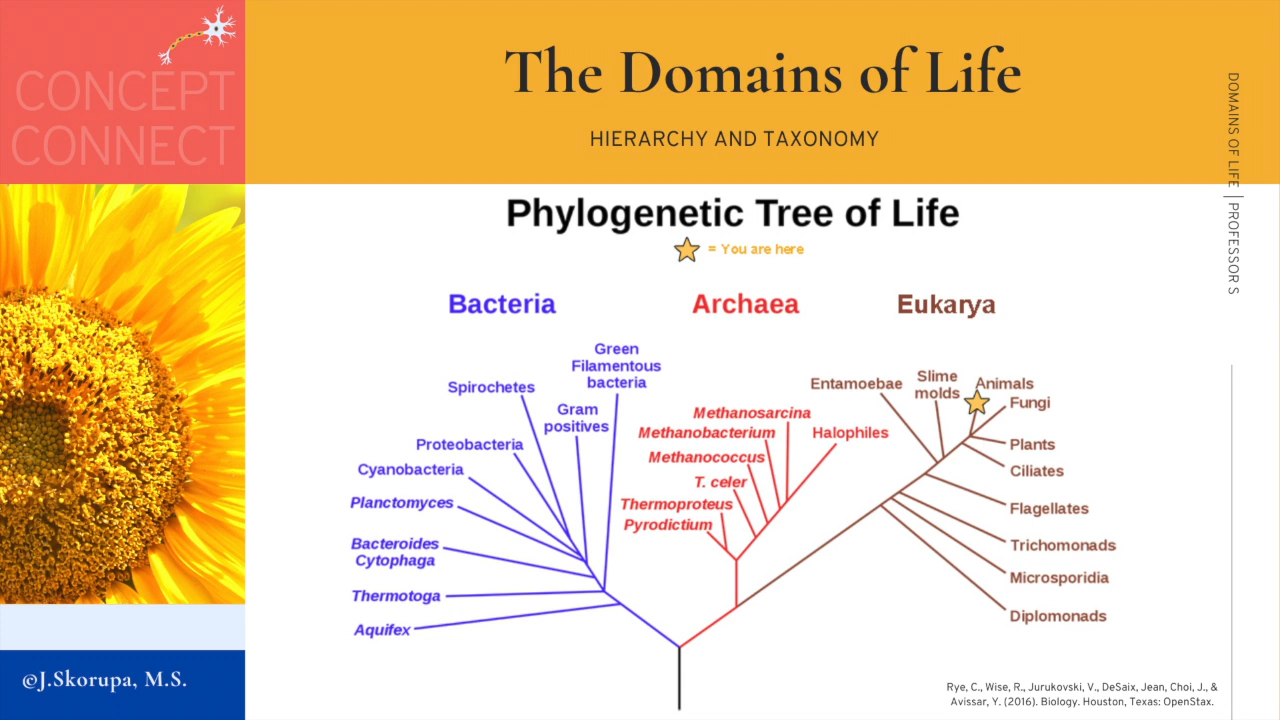 CONCEPT
CONNECT
The Domains of Life
HIERARCHY AND TAXONOMY
DOMAINS OF LIFE | PROFESSOR S
Phylogenetic Tree of Life
= You are here
Bacteria
Archaea
Eukarya
Green
Filamentous
bacteria
Spirochetes
Gram
positives
Proteobacteria
Cyanobacteria
Planctomyces
Bacteroides
Cytophaga
Thermotoga
Aquifex
Methanosarcina
Methanobacterium
Halophiles
Methanococcus
T. celer
Thermoproteus
Pyrodictium
Entamoebae
Slime
molds
Animals
Fungi
Plants
Ciliates
Flagellates
Trichomonads
Microsporidia
Diplomonads
©J.Skorupa, M.S.
Rye, C., Wise, R., Jurukovski, V., DeSaix, Jean, Choi, J., &
Avissar, Y. (2016). Biology. Houston, Texas: OpenStax.